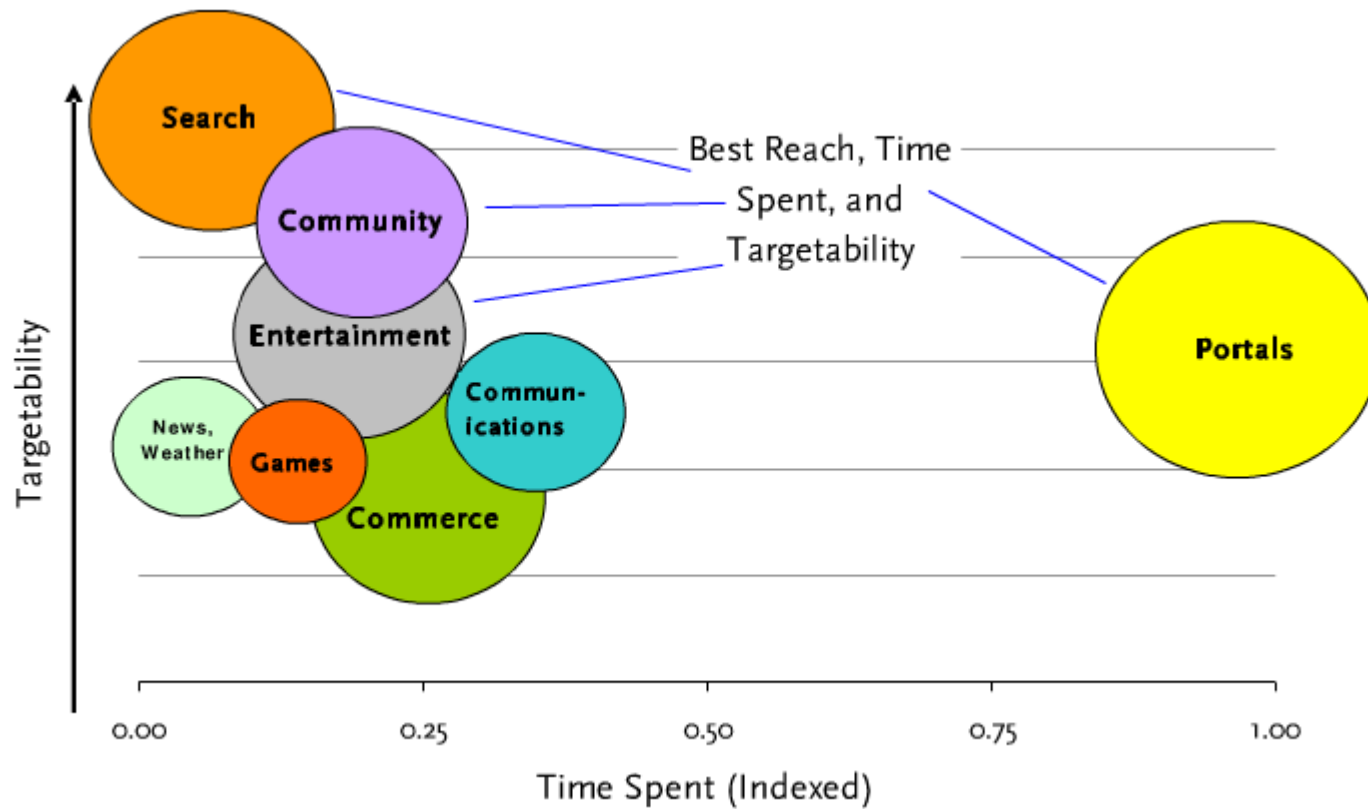 Search
Best Reach, Time
Spent, and
Targetability
Community
Entertainment
Portals
Commun-
ications
News,
Weather
Games
Commerce
Targetability
0.00
0.25
0.50
0.75
1.00
Time Spent (Indexed)